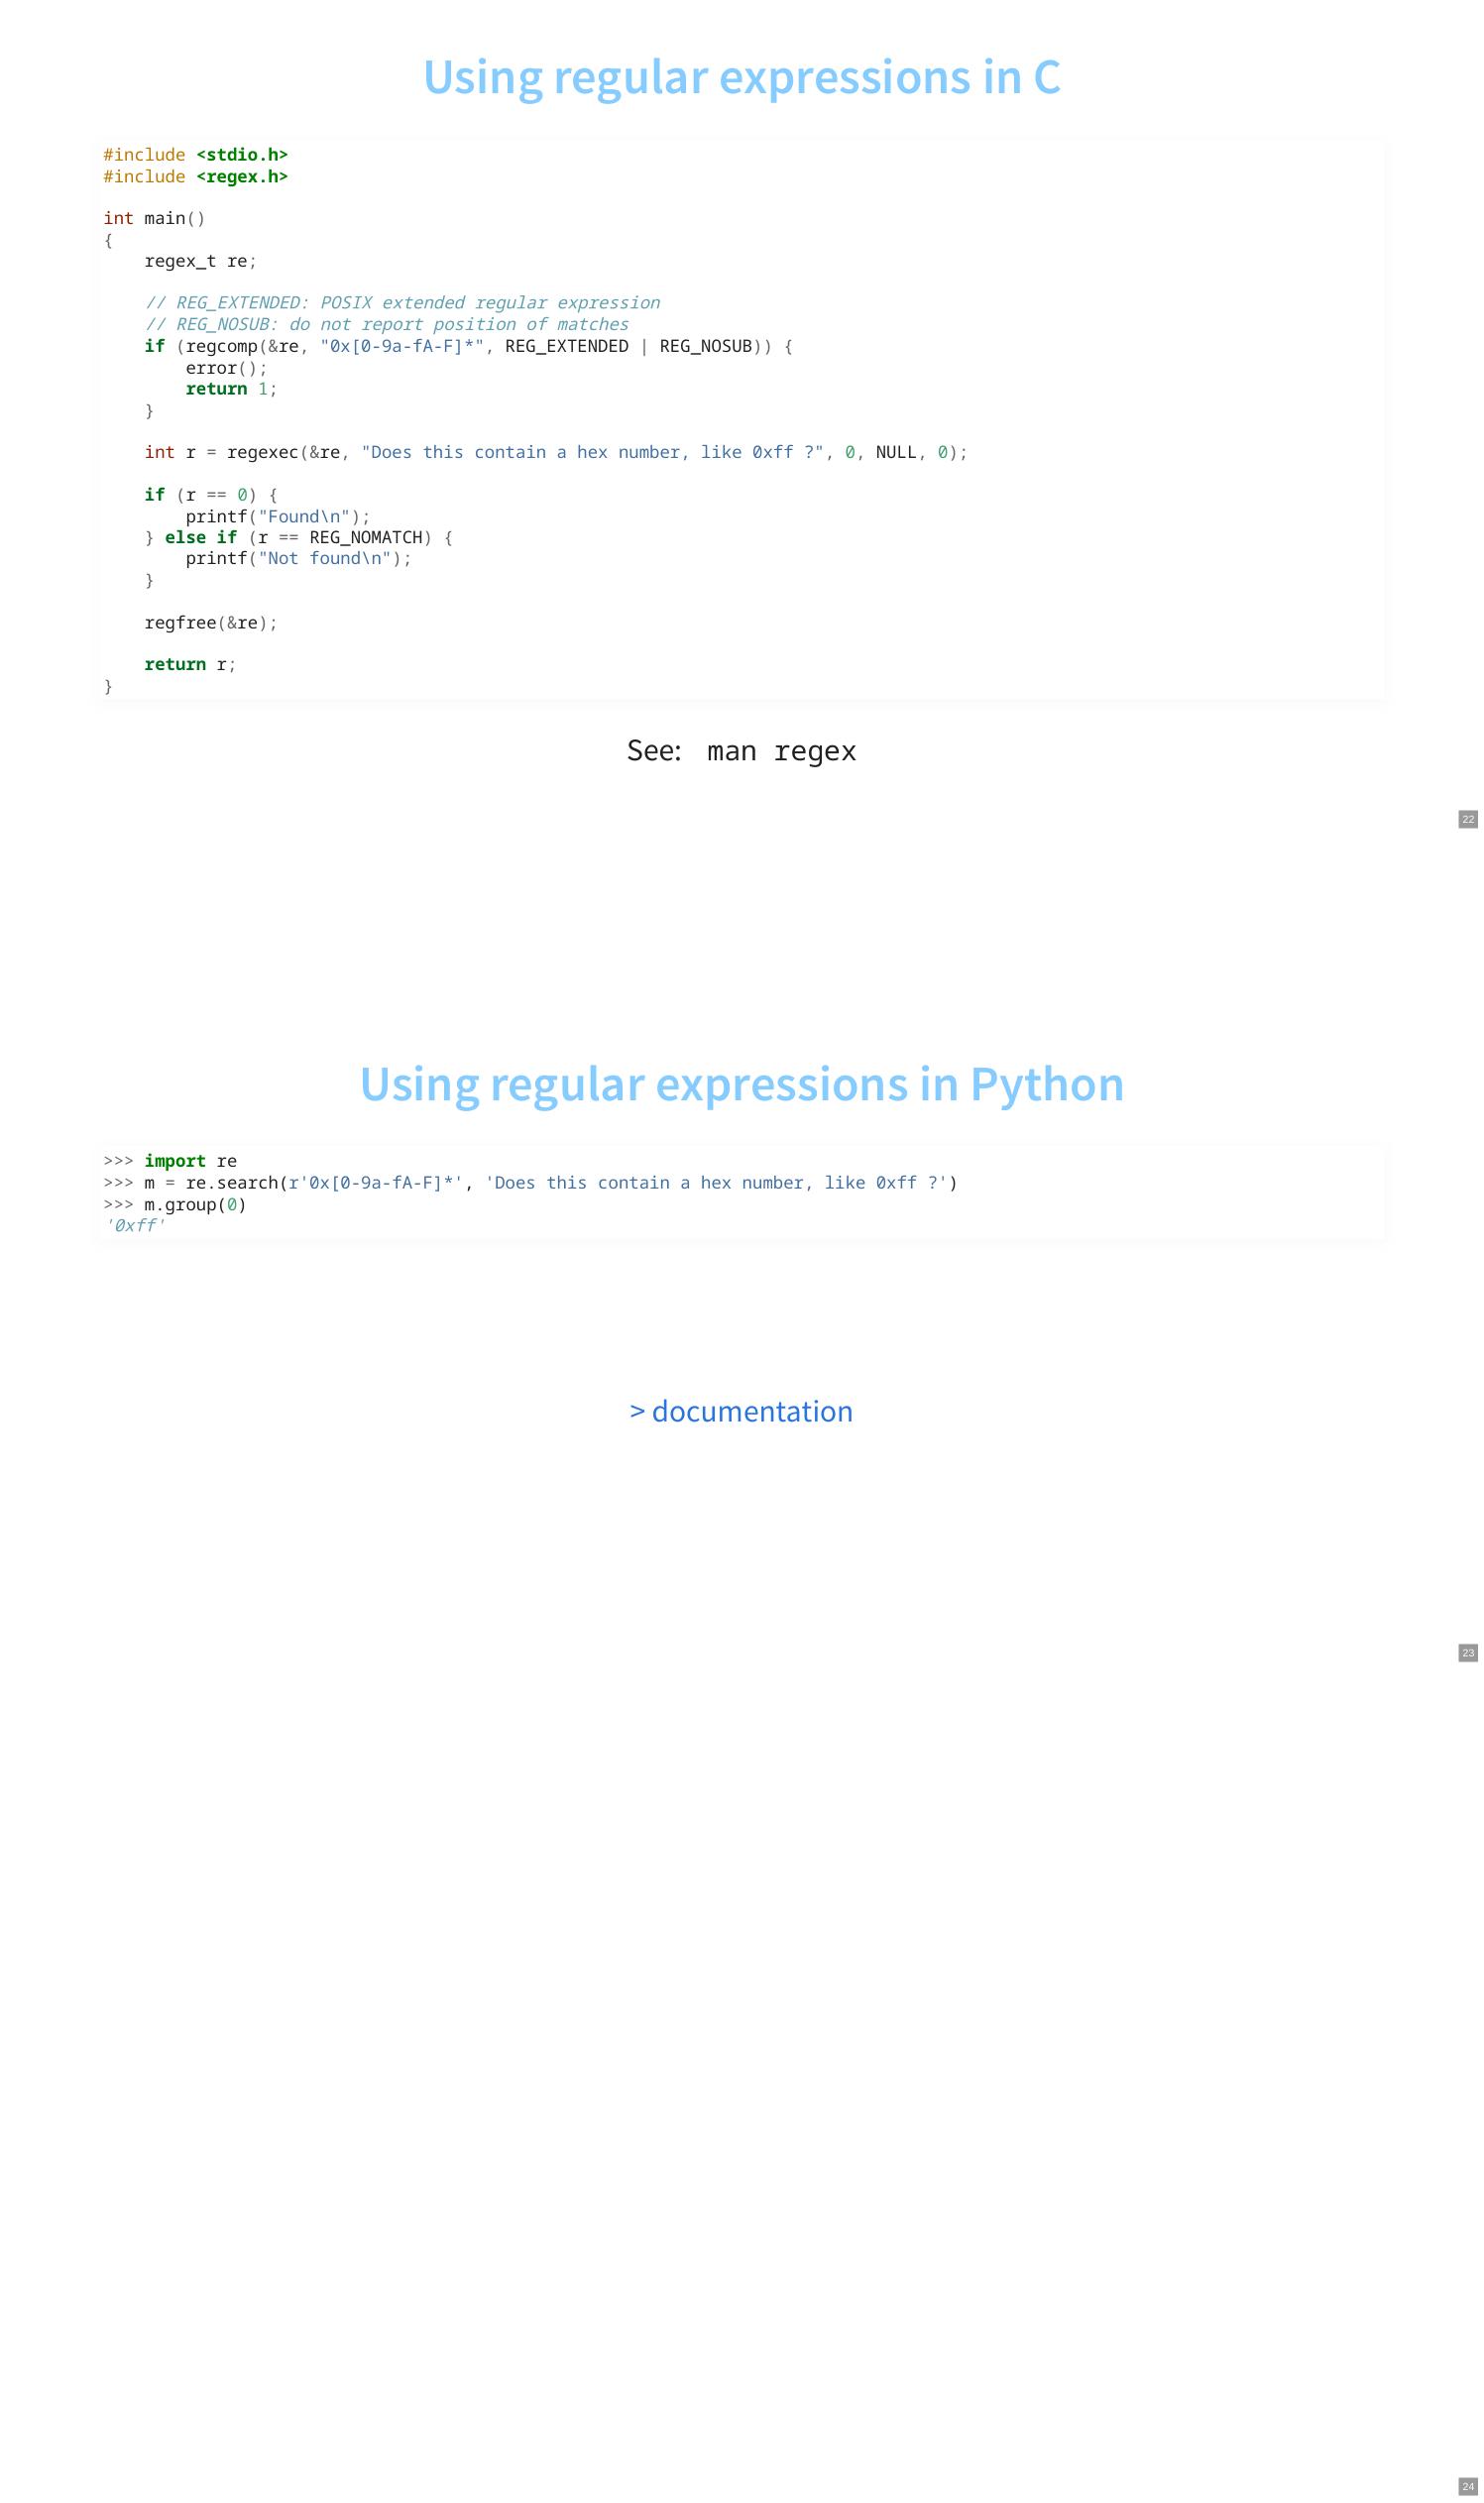 Using regular expressions in C
#include <stdio.h>
#include <regex.h>
int main()
{
    regex_t re;
    // REG_EXTENDED: POSIX extended regular expression
    // REG_NOSUB: do not report position of matches
    if (regcomp(&re, "0x[0-9a-fA-F]*", REG_EXTENDED | REG_NOSUB)) {
        error();
        return 1;
    }
    int r = regexec(&re, "Does this contain a hex number, like 0xff ?", 0, NULL, 0);
    if (r == 0) {
        printf("Found\n");
    } else if (r == REG_NOMATCH) {
        printf("Not found\n");
    }
    regfree(&re);
    return r;
}
See: man regex
22
Using regular expressions in Python
>>> import re
>>> m = re.search(r'0x[0-9a-fA-F]*', 'Does this contain a hex number, like 0xff ?')
>>> m.group(0)
'0xff'
> documentation
23
24